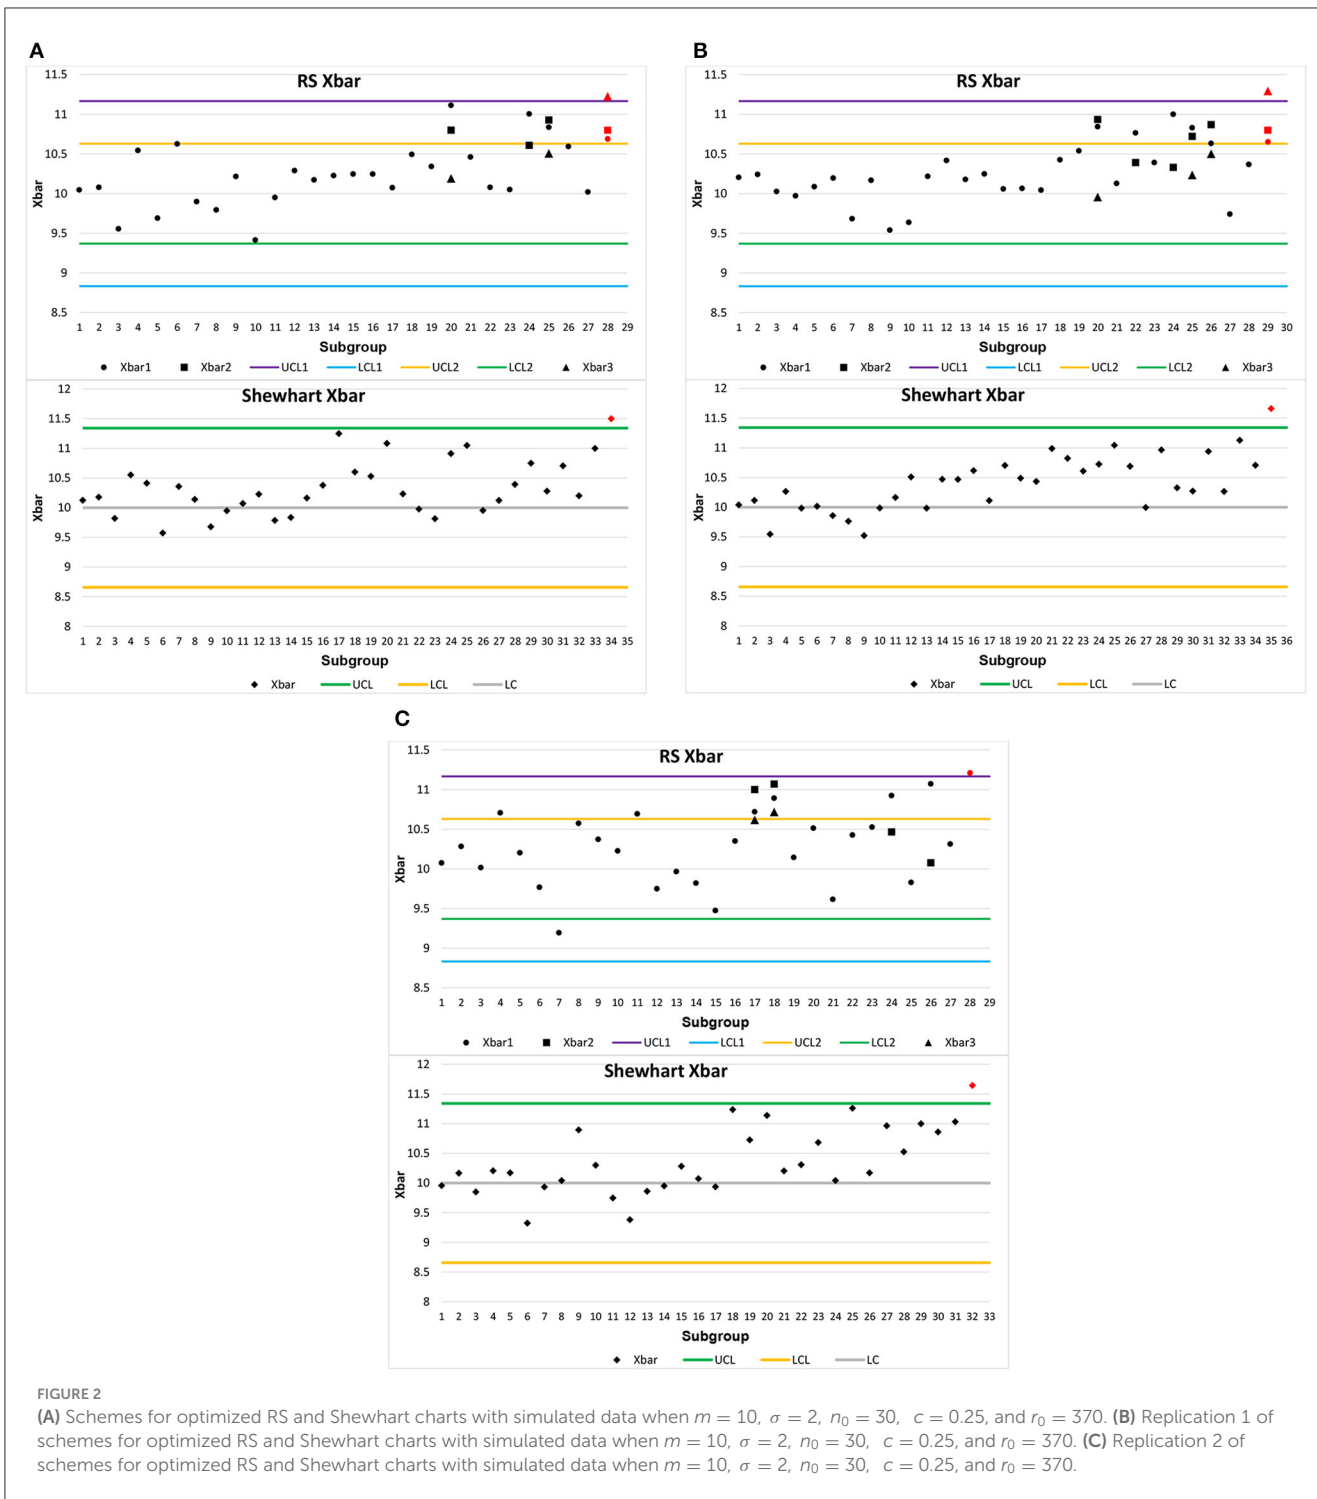 A
RS Xbar
11.5
11
10.5
10
9.5
9
8.5
Xbar
1 2 3 4 5 6 7 8 9 10 11 12 13 14 15 16 17 18 19 20 21 22 23 24 25 26 27 28 29
Subgroup
Xbar1 Xbar2 UCL1 LCL1 UCL2 LCL2 Xbar3
Shewhart Xbar
12
11.5
11
10.5
10
9.5
9
8.5
8
Xbar
1 2 3 4 5 6 7 8 9 10 11 12 13 14 15 16 17 18 19 20 21 22 23 24 25 26 27 28 29 30 31 32 33 34 35
Subgroup
Xbar UCL LCL LC
B
RS Xbar
11.5
11
10.5
10
9.5
9
8.5
Xbar
1 2 3 4 5 6 7 8 9 10 11 12 13 14 15 16 17 18 19 20 21 22 23 24 25 26 27 28 29 30
Subgroup
Xbar1 Xbar2 UCL1 LCL1 UCL2 LCL2 Xbar3
Shewhart Xbar
12
11.5
11
10.5
10
9.5
9
8.5
8
Xbar
1 2 3 4 5 6 7 8 9 10 11 12 13 14 15 16 17 18 19 20 21 22 23 24 25 26 27 28 29 30 31 32 33 34 35 36
Subgroup
Xbar UCL LCL LC
C
RS Xbar
11.5
11
10.5
10
9.5
9
8.5
Xbar
1 2 3 4 5 6 7 8 9 10 11 12 13 14 15 16 17 18 19 20 21 22 23 24 25 26 27 28 29
Subgroup
Xbar1 Xbar2 UCL1 LCL1 UCL2 LCL2 Xbar3
Shewhart Xbar
12
11.5
11
10.5
10
9.5
9
8.5
8
Xbar
1 2 3 4 5 6 7 8 9 10 11 12 13 14 15 16 17 18 19 20 21 22 23 24 25 26 27 28 29 30 31 32 33
Subgroup
Xbar UCL LCL LC
FIGURE 2
(A) Schemes for optimized RS and Shewhart charts with simulated data when m = 10, σ = 2, n₀ = 30, c = 0.25, and r₀ = 370. (B) Replication 1 of
schemes for optimized RS and Shewhart charts with simulated data when m = 10, σ = 2, n₀ = 30, c = 0.25, and r₀ = 370. (C) Replication 2 of
schemes for optimized RS and Shewhart charts with simulated data when m = 10, σ = 2, n₀ = 30, c = 0.25, and r₀ = 370.